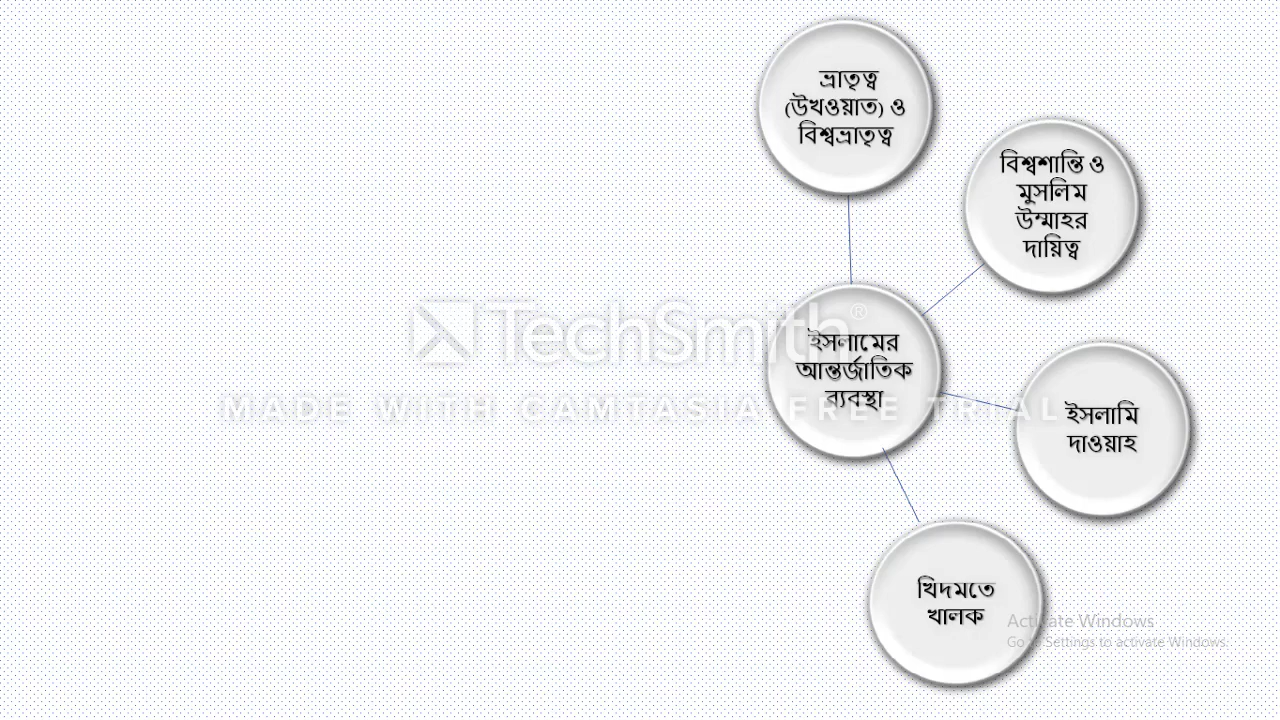 ভ্রাতৃত্ব
(উখওয়াত) ও
বিশ্বভ্রাতৃত্ব
বিশ্বশান্তি ও
মুসলিম
উম্মাহর
দায়িত্ব
TechSmith®
MADE WITH CAMTASIA FREE TRIAL
ইসলামের
আন্তর্জাতিক
ব্যবস্থা
ইসলামি
দাওয়াহ
খিদমতে
খালক
Activate Windows
Go to Settings to activate Windows.